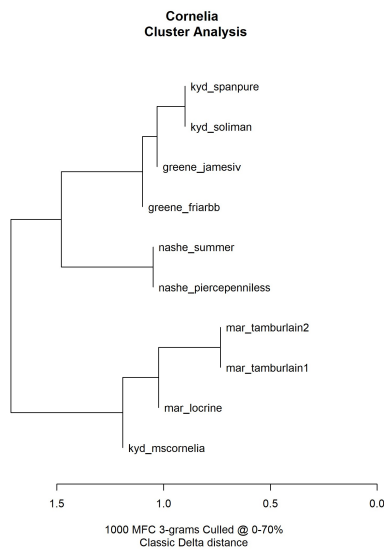 Cornelia
Cluster Analysis
kyd_spanpure
kyd_soliman
greene_jamesiv
greene_friarbb
nashe_summer
nashe_piercepenniless
mar_tamburlain2
mar_tamburlain1
mar_locrine
kyd_mscornelia
1.5 1.0 0.5 0.0
1000 MFC 3-grams Culled @ 0-70%
Classic Delta distance